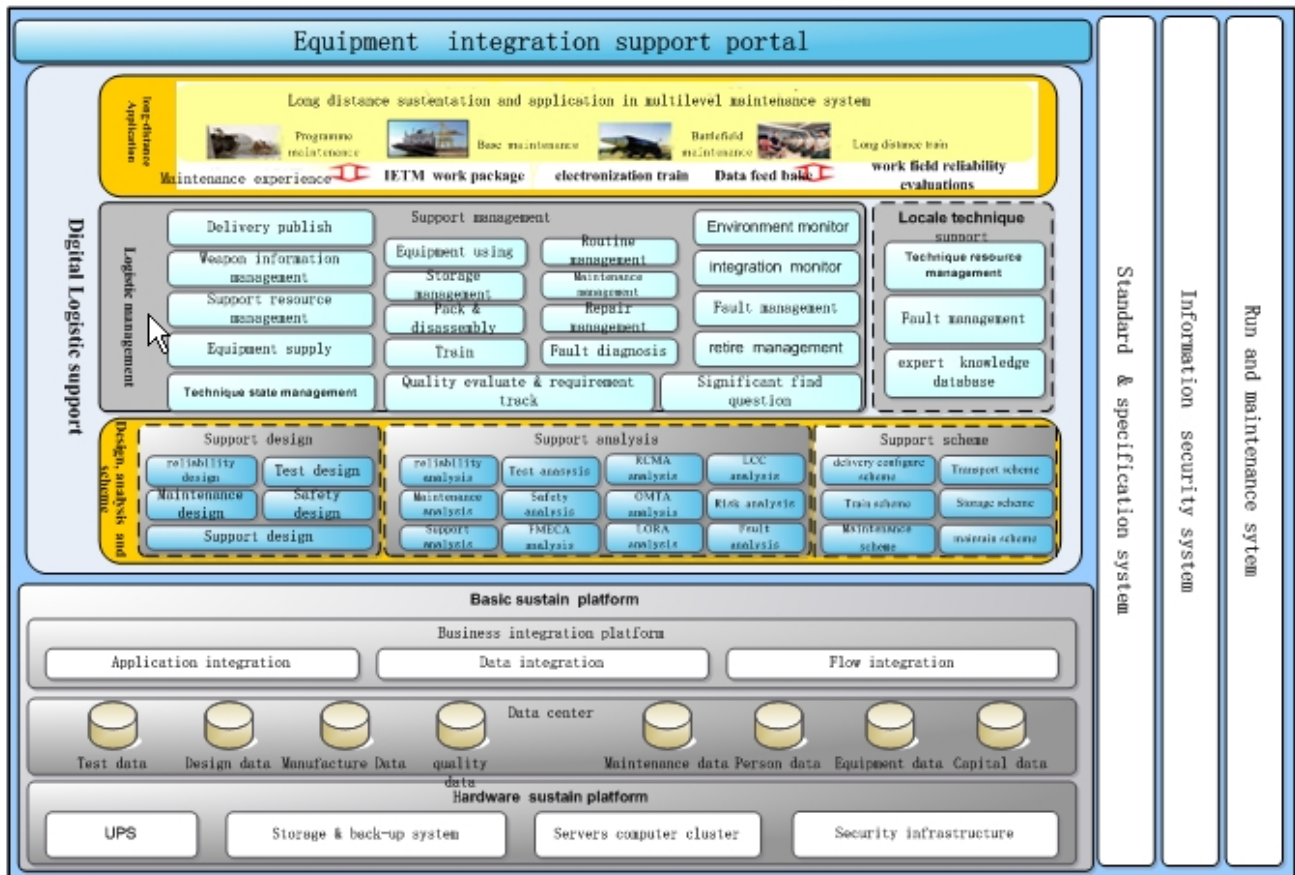 Equipment integration support portal
long-distance
Application
Long distance sustentation and application in multilevel maintenance system
Programme
maintenance
Base maintenance
Battlefield
maintenance
Long distance train
Maintenance experience
IETM work package
electronization train
Data feed bake
work field reliability
evaluations
Digital Logistic support
Logistic management
Support management
Delivery publish
Weapon information
management
Support resource
management
Equipment supply
Technique state management
Equipment using
Storage
management
Pack &
disassembly
Train
Routine
management
Maintenance
management
Repair
management
Fault diagnosis
Quality evaluate & requirement
track
Environment monitor
integration monitor
Fault management
retire management
Significant find
question
Locale technique
support
Technique resource
management
Fault management
expert knowledge
database
Design, analysis and
scheme
Support design
reliability
design
Test design
Maintenance
design
Safety
design
Support design
Support analysis
reliability
analysis
Test anaysis
RCMA
analysis
LCC
analysis
Maintenance
analysis
Safety
analysis
OMTA
analysis
Risk analysis
Support
analysis
FMECA
analysis
LORA
analysis
Fault
analysis
Support scheme
delivery configure
scheme
Transport scheme
Train scheme
Storage scheme
Maintenance
scheme
maintain scheme
Basic sustain platform
Business integration platform
Application integration
Data integration
Flow integration
Data center
Test data
Design data
Manufacture Data
quality
data
Maintenance data
Person data
Equipment data
Capital data
Hardware sustain platform
UPS
Storage & back-up system
Servers computer cluster
Security infrastructure
Standard & specification system
Information security system
Run and maintenance sytem